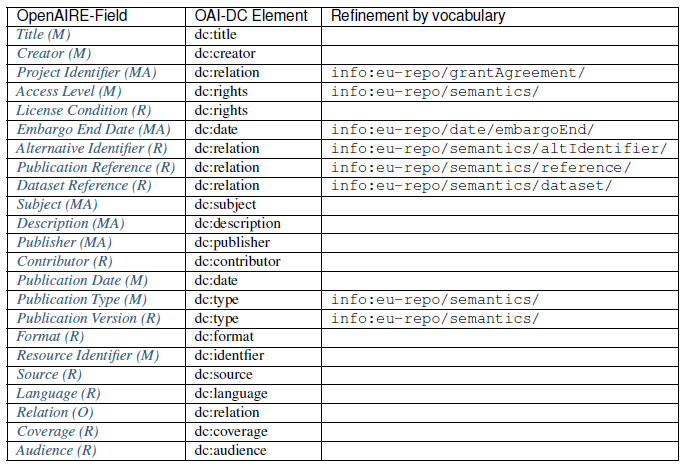 OpenAIRE-Field OAI-DC Element Refinement by vocabulary
Title (M) dc:title
Creator (M) dc:creator
Project Identifier (MA) dc:relation info:eu-repo/grantAgreement/
Access Level (M) dc:rights info:eu-repo/semantics/
License Condition (R) dc:rights
Embargo End Date (MA) dc:date info:eu-repo/date/embargoEnd/
Alternative Identifier (R) dc:relation info:eu-repo/semantics/altIdentifier/
Publication Reference (R) dc:relation info:eu-repo/semantics/reference/
Dataset Reference (R) dc:relation info:eu-repo/semantics/dataset/
Subject (MA) dc:subject
Description (MA) dc:description
Publisher (MA) dc:publisher
Contributor (R) dc:contributor
Publication Date (M) dc:date
Publication Type (M) dc:type info:eu-repo/semantics/
Publication Version (R) dc:type info:eu-repo/semantics/
Format (R) dc:format
Resource Identifier (M) dc:identfier
Source (R) dc:source
Language (R) dc:language
Relation (O) dc:relation
Coverage (R) dc:coverage
Audience (R) dc:audience